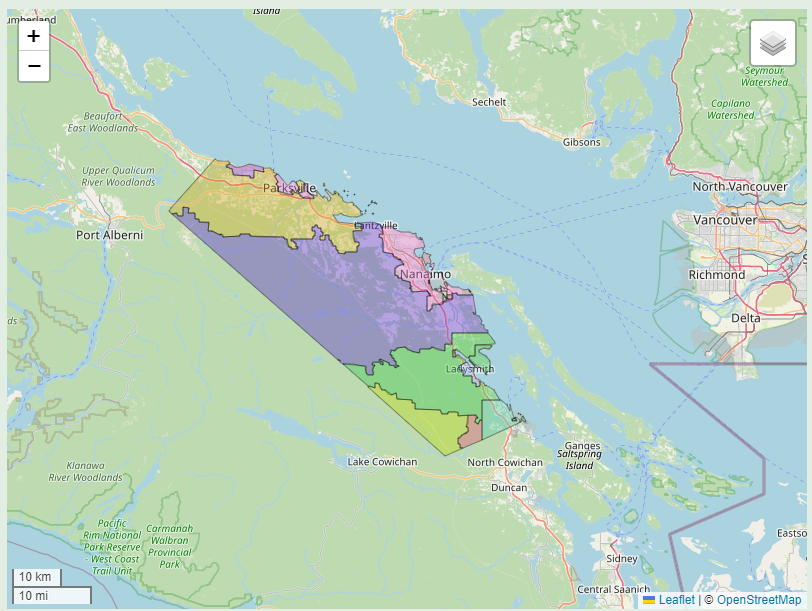 Island
umberland
+
−
Seymour
Watershed
Sechelt
Capilano
Watershed
Beaufort
East Woodlands
Gibsons
Upper Qualicum
River Woodlands
Parksville
North Vancouver
Vancouver
Port Alberni
Lantzville
Nanaimo
Richmond
S
Delta
ds
Ladysmith
Ganges
Saltspring
Island
Klanawa
River Woodlands
Lake Cowichan
North Cowichan
Duncan
Pacific
Rim National
Park Reserve
- West Coast
Trail Unit
Carmanah
Walbran
Provincial
Park
Eastso
Sidney
10 km
10 mi
Central Saanich
Leaflet | © OpenStreetMap